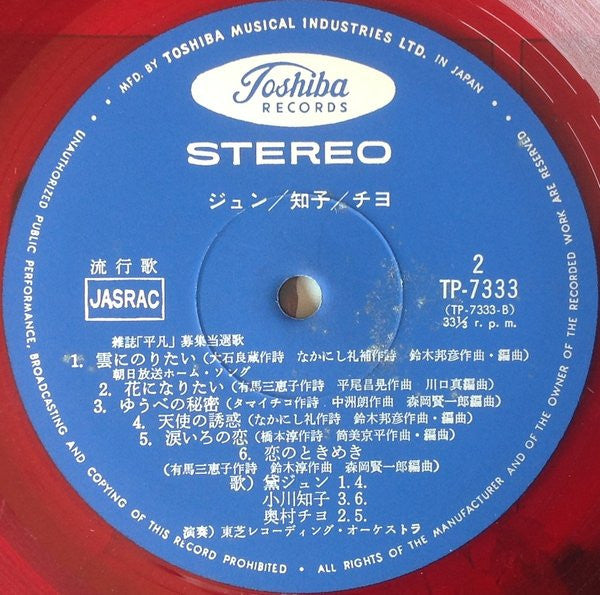 • MFD. BY TOSHIBA MUSICAL INDUSTRIES LTD. IN JAPAN •
Toshiba
RECORDS
STEREO
ジュン／知子／チヨ
流行歌
JASRAC
2
TP-7333
(TP-7333-B)
33⅓ r. p. m.
雑誌「平凡」募集当選歌
1. 雲にのりたい (大石良蔵作詩 なかにし礼補作詩 鈴木邦彦作曲・編曲)
朝日放送ホーム・ソング
2. 花になりたい (有馬三恵子作詩 平尾昌晃作曲 川口真編曲)
3. ゆうべの秘密 (タマイチコ作詩 中洲朗作曲 森岡賢一郎編曲)
4. 天使の誘惑 (なかにし礼作詩 鈴木邦彦作曲・編曲)
5. 涙いろの恋 (橋本淳作詩 筒美京平作曲・編曲)
6. 恋のときめき
(有馬三恵子作詩 鈴木淳作曲 森岡賢一郎編曲)
歌) 黛ジュン 1.4.
小川知子 3.6.
奥村チヨ 2.5.
演奏) 東芝レコーディング・オーケストラ
UNAUTHORIZED PUBLIC PERFORMANCE, BROADCASTING AND COPYING OF THIS RECORD PROHIBITED • ALL RIGHTS OF THE MANUFACTURER AND OF THE OWNER OF THE RECORDED WORK ARE RESERVED